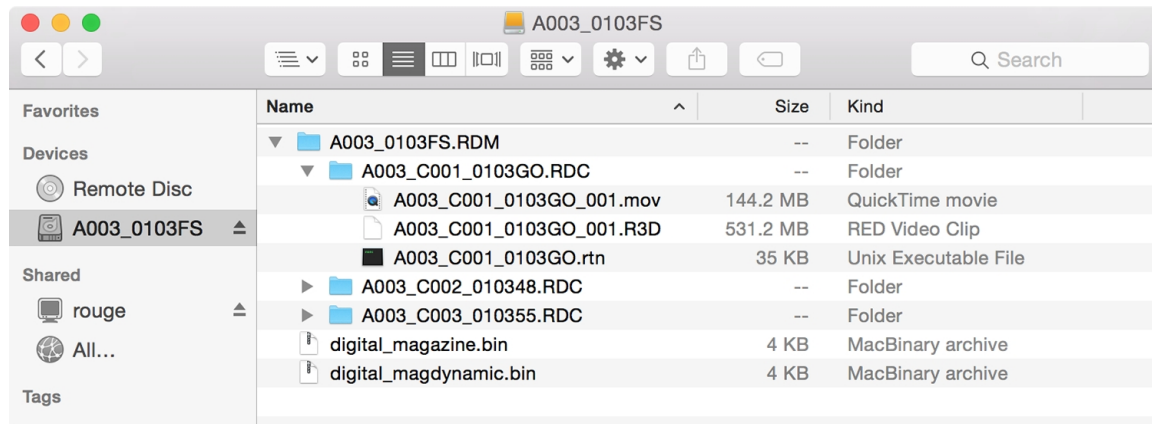 A003_0103FS
Search
Favorites
Devices
Remote Disc
A003_0103FS
Shared
rouge
All...
Tags
Name Size Kind
A003_0103FS.RDM -- Folder
A003_C001_0103GO.RDC -- Folder
A003_C001_0103GO_001.mov 144.2 MB QuickTime movie
A003_C001_0103GO_001.R3D 531.2 MB RED Video Clip
A003_C001_0103GO.rtn 35 KB Unix Executable File
A003_C002_010348.RDC -- Folder
A003_C003_010355.RDC -- Folder
digital_magazine.bin 4 KB MacBinary archive
digital_magdynamic.bin 4 KB MacBinary archive